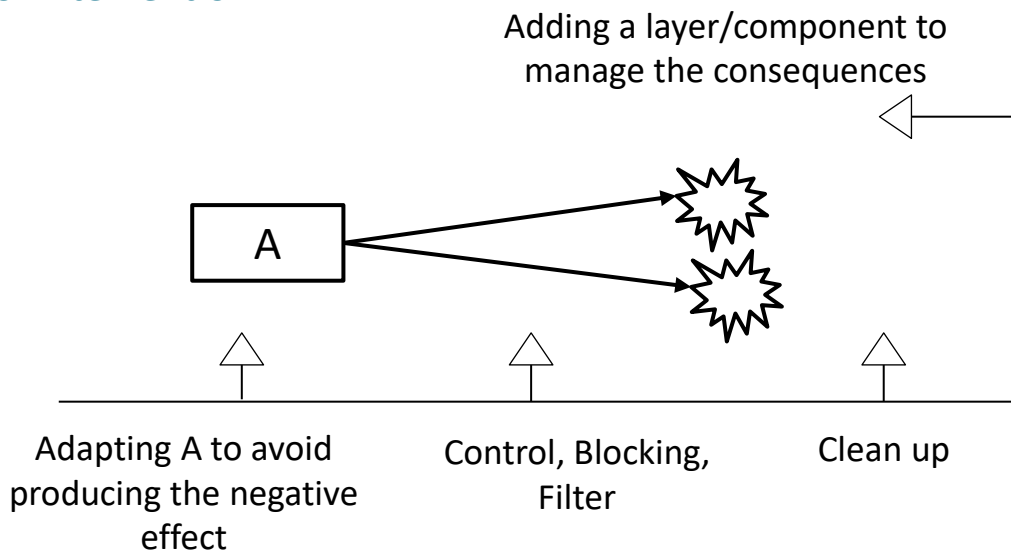 Adding a layer/component to
manage the consequences
A
Adapting A to avoid
producing the negative
effect
Control, Blocking,
Filter
Clean up